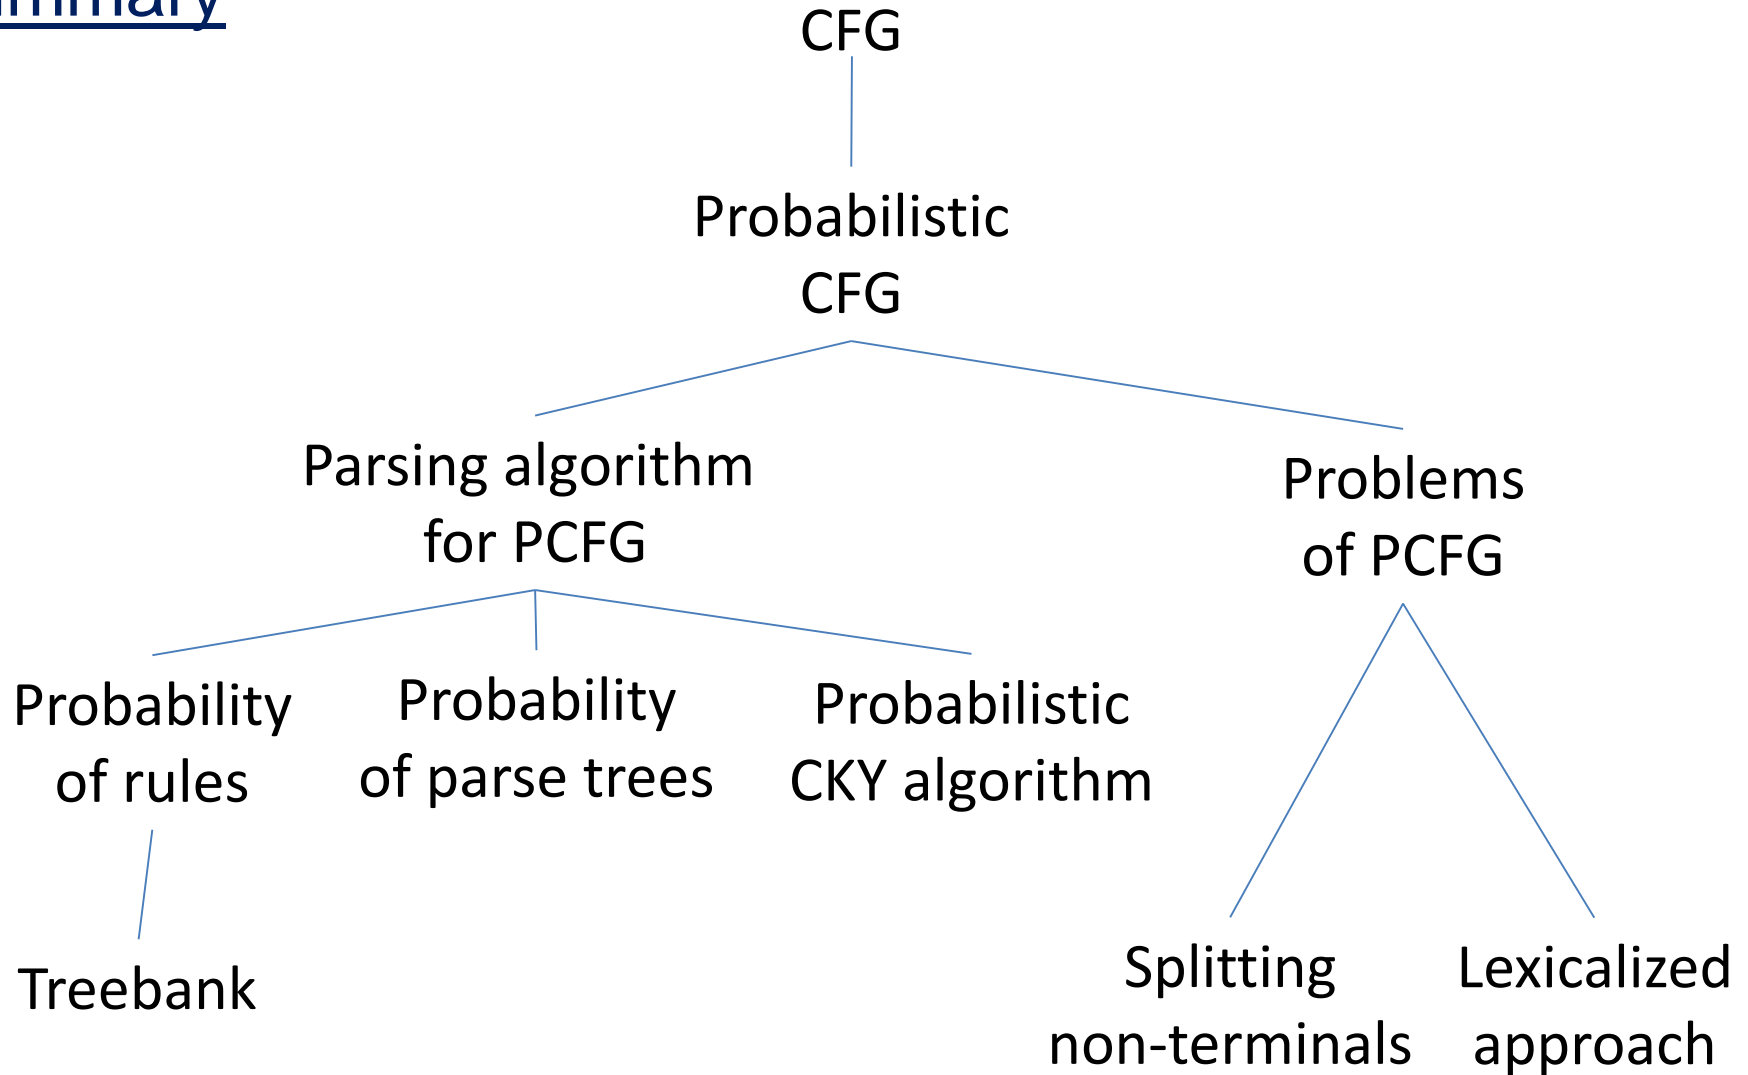 CFG
Probabilistic
CFG
Parsing algorithm
for PCFG
Problems
of PCFG
Probability
of rules
Probability
of parse trees
Probabilistic
CKY algorithm
Treebank
Splitting
non-terminals
Lexicalized
approach